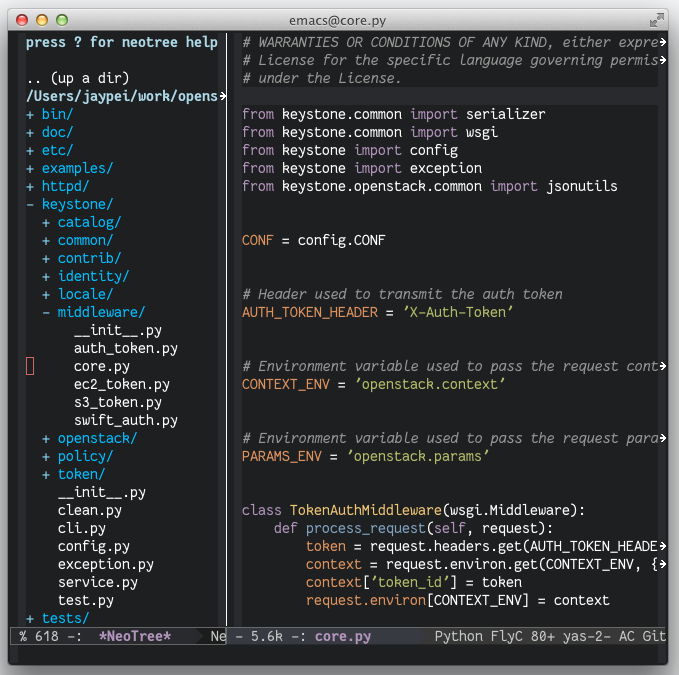 emacs@core.py
press ? for neotree help
.. (up a dir)
/Users/jaypei/work/opens
+ bin/
+ doc/
+ etc/
+ examples/
+ httpd/
- keystone/
+ catalog/
+ common/
+ contrib/
+ identity/
+ locale/
- middleware/
__init__.py
auth_token.py
core.py
ec2_token.py
s3_token.py
swift_auth.py
+ openstack/
+ policy/
+ token/
__init__.py
clean.py
cli.py
config.py
exception.py
service.py
test.py
+ tests/
% 618 -: *NeoTree* Ne
# WARRANTIES OR CONDITIONS OF ANY KIND, either expre
# License for the specific language governing permis
# under the License.
from keystone.common import serializer
from keystone.common import wsgi
from keystone import config
from keystone import exception
from keystone.openstack.common import jsonutils
CONF = config.CONF
# Header used to transmit the auth token
AUTH_TOKEN_HEADER = 'X-Auth-Token'
# Environment variable used to pass the request cont
CONTEXT_ENV = 'openstack.context'
# Environment variable used to pass the request para
PARAMS_ENV = 'openstack.params'
class TokenAuthMiddleware(wsgi.Middleware):
def process_request(self, request):
token = request.headers.get(AUTH_TOKEN_HEADE
context = request.environ.get(CONTEXT_ENV, {
context['token_id'] = token
request.environ[CONTEXT_ENV] = context
- 5.6k -: core.py Python FlyC 80+ yas-2- AC Git